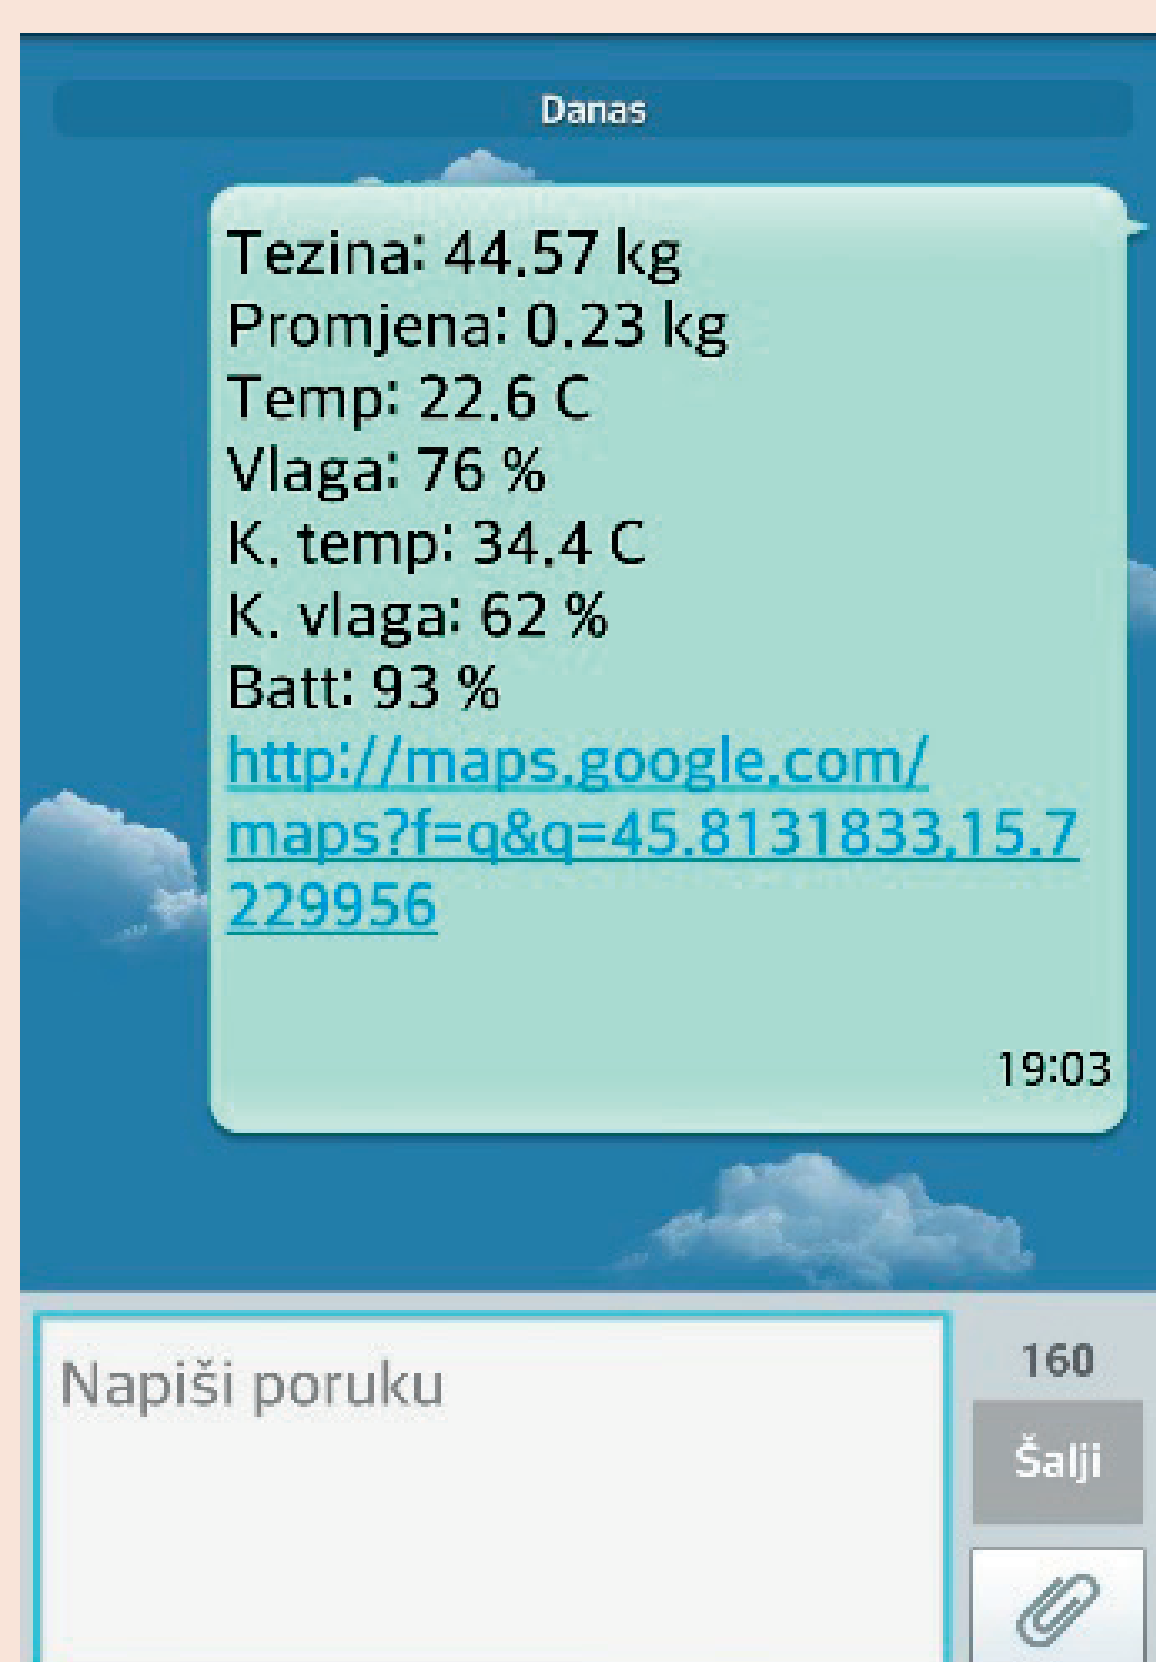 Danas
Tezina: 44.57 kg
Promjena: 0.23 kg
Temp: 22.6 C
Vlaga: 76 %
K. temp: 34.4 C
K. vlaga: 62 %
Batt: 93 %
http://maps.google.com/
maps?f=q&q=45.8131833,15.7
229956
19:03
Napiši poruku
160
Šalji